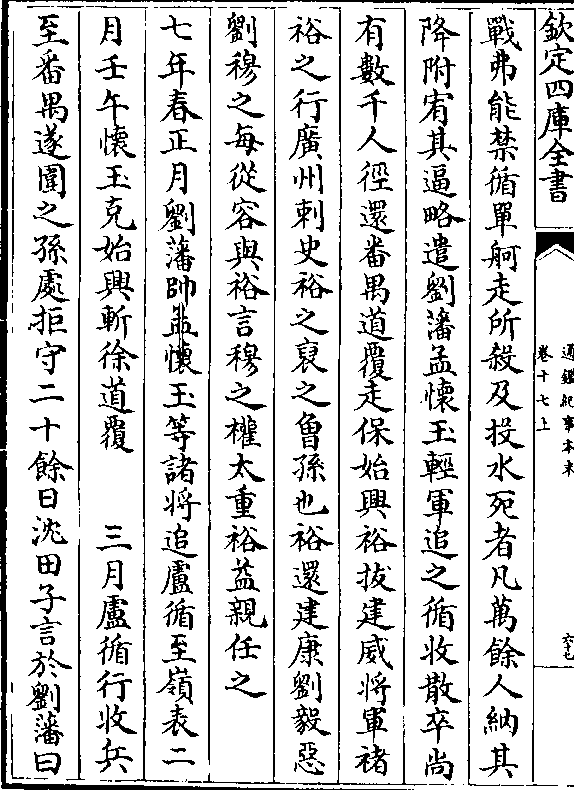 欽定四庫全書
通鑑紀事本末
卷十七上
六十七
戰弗能禁循單舸走所殺及投水死者凡萬餘人納其
降附宥其逼略遣劉藩孟懷玉輕軍追之循收散卒尚
有數千人徑還番禺道覆走保始興裕拔建威將軍褚
裕之行廣州刺史裕之裒之曾孫也裕還建康劉毅惡
劉穆之每從容與裕言穆之權太重裕益親任之
七年春正月劉藩帥孟懷玉等諸將追盧循至嶺表二
月壬午懷玉克始興斬徐道覆　三月盧循行收兵
至番禺遂圍之孫處拒守二十餘日沈田子言於劉藩曰